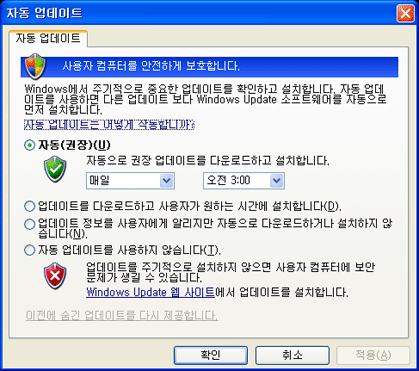 자동 업데이트
자동 업데이트
사용자 컴퓨터를 안전하게 보호합니다.
Windows에서 주기적으로 중요한 업데이트를 확인하고 설치합니다. 자동 업데
이트를 사용하면 다른 업데이트 보다 Windows Update 소프트웨어를 자동으로
먼저 설치합니다.
자동 업데이트는 어떻게 작동합니까?
자동(권장)(U)
자동으로 권장 업데이트를 다운로드하고 설치합니다.
매일 오전 3:00
업데이트를 다운로드하고 사용자가 원하는 시간에 설치합니다(D).
업데이트 정보를 사용자에게 알리지만 자동으로 다운로드하거나 설치하지 않
습니다(N).
자동 업데이트를 사용하지 않습니다(T).
업데이트를 주기적으로 설치하지 않으면 사용자 컴퓨터에 보안
문제가 생길 수 있습니다.
Windows Update 웹 사이트에서 업데이트를 설치합니다.
이전에 숨긴 업데이트를 다시 제공합니다.
확인 취소 적용(A)